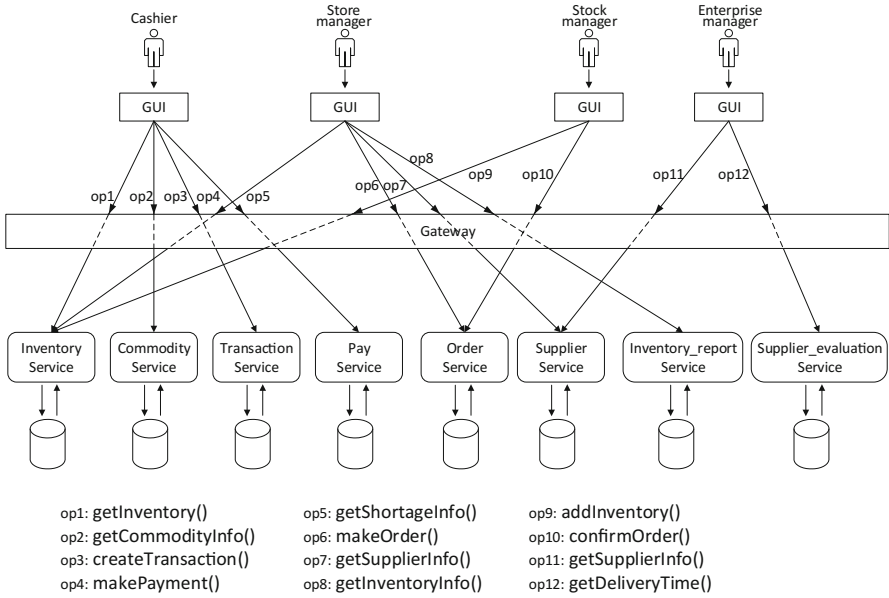 Cashier
Store
manager
Stock
manager
Enterprise
manager
GUI
GUI
GUI
GUI
op8
op9
op10
op11
op12
op6
op7
op1
op2
op3
op4
op5
Gateway
Inventory
Service
Commodity
Service
Transaction
Service
Pay
Service
Order
Service
Supplier
Service
Inventory_report
Service
Supplier_evaluation
Service
op1: getInventory()
op2: getCommodityInfo()
op3: createTransaction()
op4: makePayment()
op5: getShortageInfo()
op6: makeOrder()
op7: getSupplierInfo()
op8: getInventoryInfo()
op9: addInventory()
op10: confirmOrder()
op11: getSupplierInfo()
op12: getDeliveryTime()